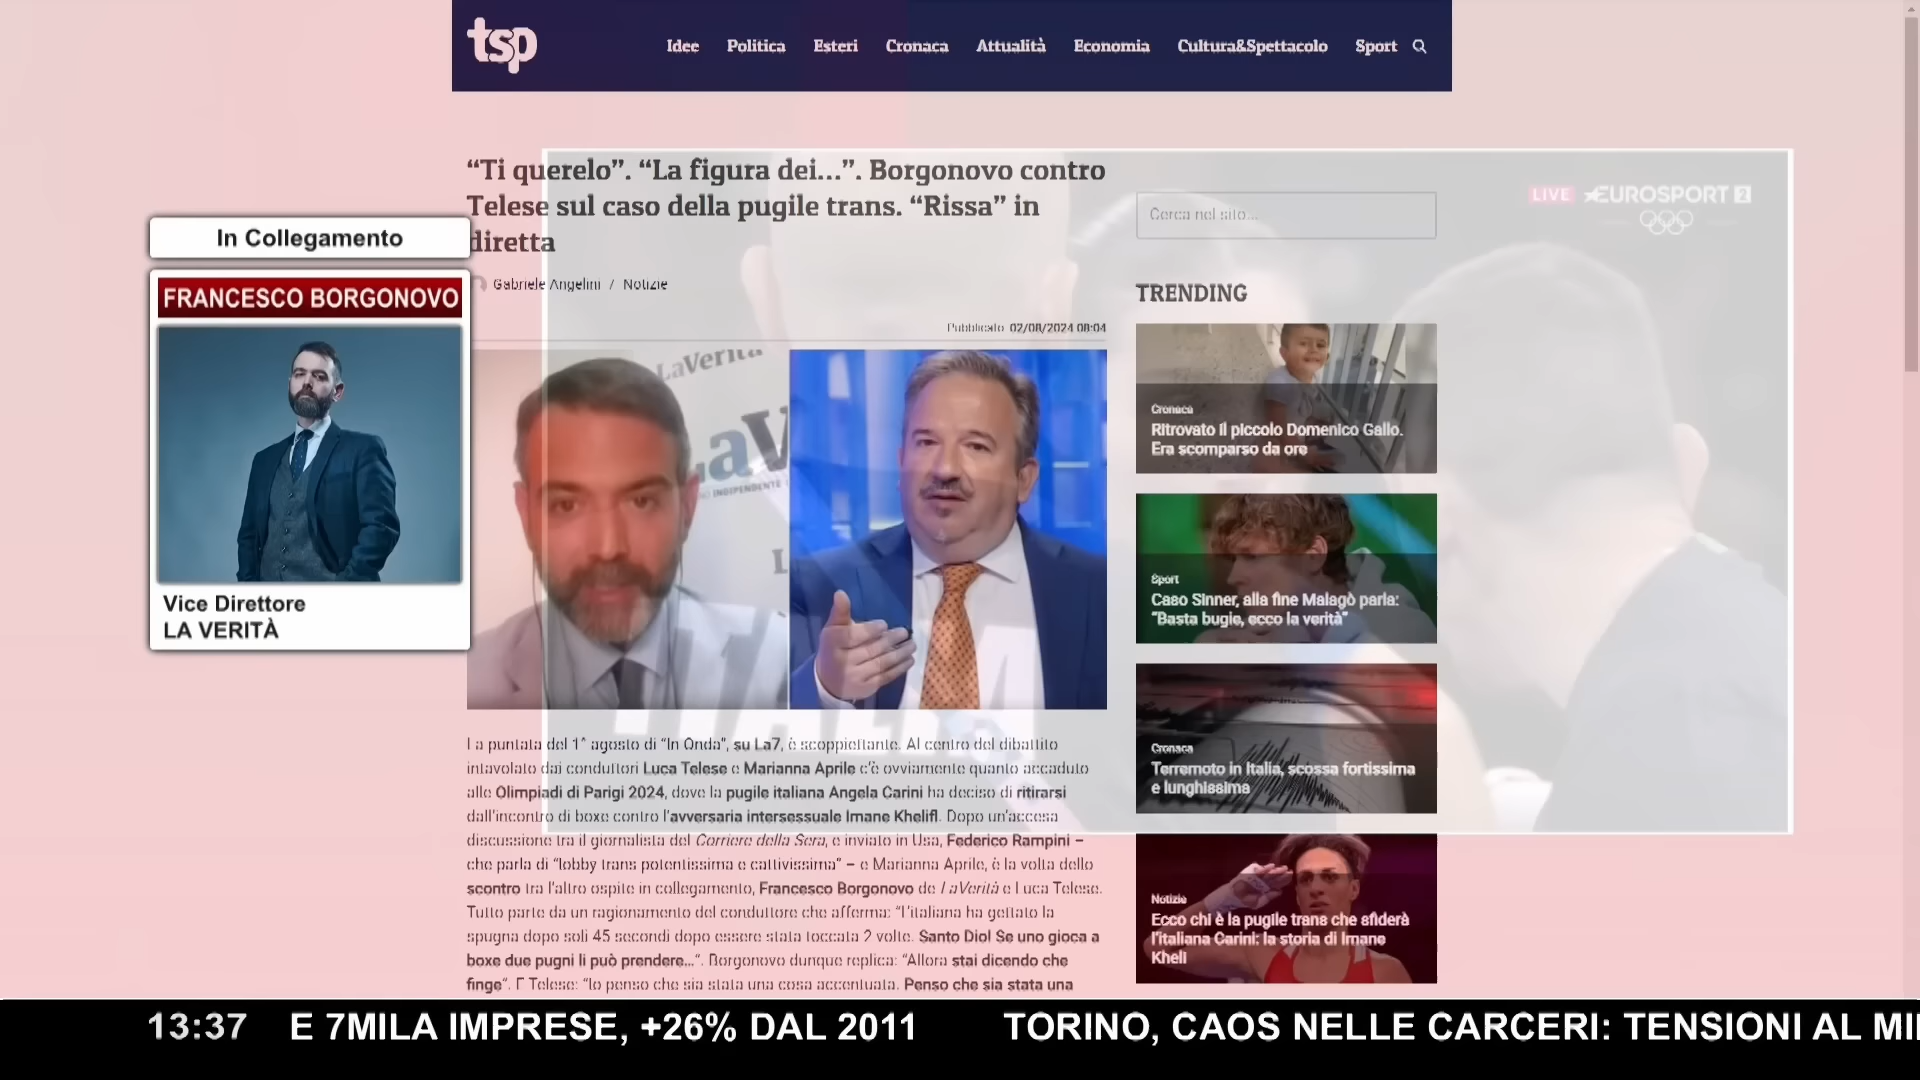 tsp
Idee Politica Esteri Cronaca Attualità Economia Cultura&Spettacolo Sport
“Ti querelo”. “La figura dei…”. Borgonovo contro
Telese sul caso della pugile trans. “Rissa” in
diretta
Gabriele Angelini / Notizie
Pubblicato 02/08/2024 08:04
In Collegamento
FRANCESCO BORGONOVO
Vice Direttore
LA VERITÀ
LaVerità
LaV
INDIPENDENTE
ITALIA
La puntata del 1° agosto di “In Onda”, su La7, è scoppiettante. Al centro del dibattito
intavolato dai conduttori Luca Telese e Marianna Aprile c’è ovviamente quanto accaduto
alle Olimpiadi di Parigi 2024, dove la pugile italiana Angela Carini ha deciso di ritirarsi
dall’incontro di boxe contro l’avversaria intersessuale Imane Khelifi. Dopo un’accesa
discussione tra il giornalista del Corriere della Sera, e inviato in Usa, Federico Rampini –
che parla di “lobby trans potentissima e cattivissima” – e Marianna Aprile, è la volta dello
scontro tra l’altro ospite in collegamento, Francesco Borgonovo de LaVerità e Luca Telese.
Tutto parte da un ragionamento del conduttore che afferma: “L’italiana ha gettato la
spugna dopo soli 45 secondi dopo essere stata toccata 2 volte. Santo Dio! Se uno gioca a
boxe due pugni li può prendere…”. Borgonovo dunque replica: “Allora stai dicendo che
finge”. E Telese: “Io penso che sia stata una cosa accentuata. Penso che sia stata una
LIVE EUROSPORT 2
Cerca nel sito...
TRENDING
Cronaca
Ritrovato il piccolo Domenico Gallo.
Era scomparso da ore
Sport
Caso Sinner, alla fine Malagò parla:
“Basta bugie, ecco la verità”
Cronaca
Terremoto in Italia, scossa fortissima
e lunghissima
Notizie
Ecco chi è la pugile trans che sfiderà
l’italiana Carini: la storia di Imane
Kheli
13:37 E 7MILA IMPRESE, +26% DAL 2011 TORINO, CAOS NELLE CARCERI: TENSIONI AL MI